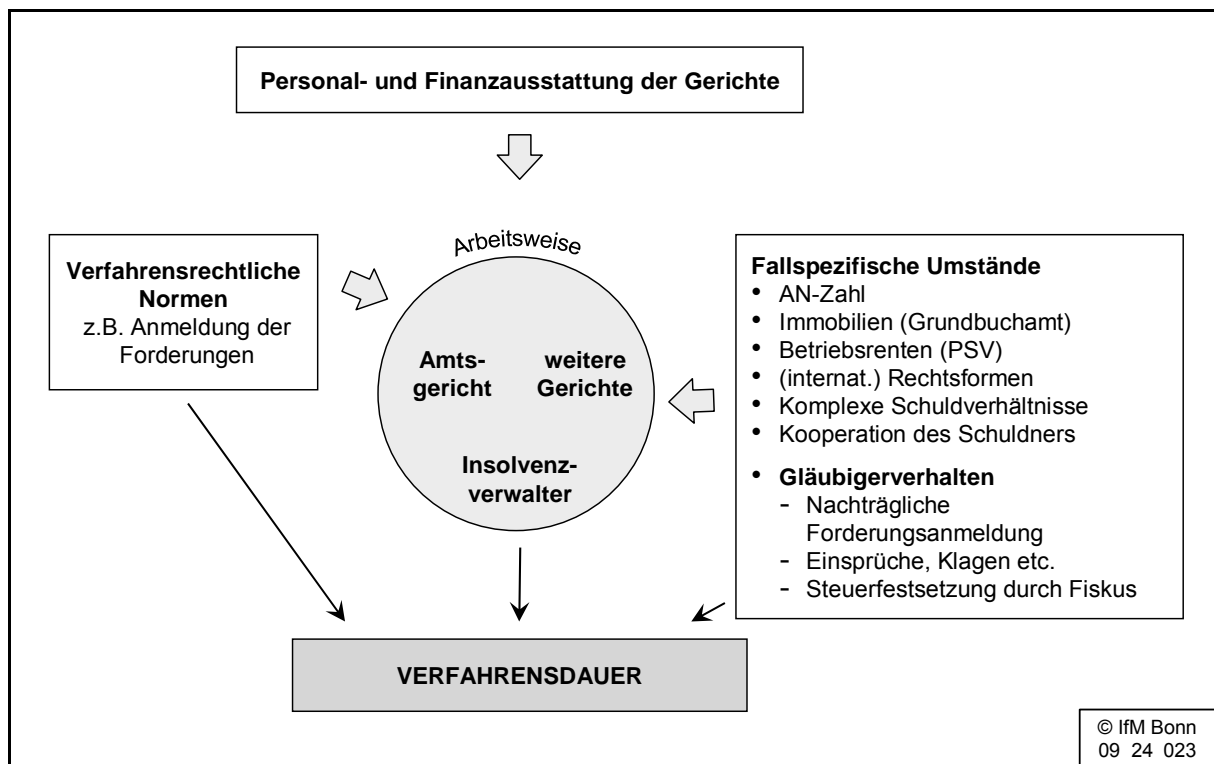 Personal- und Finanzausstattung der Gerichte
Verfahrensrechtliche
Normen
z.B. Anmeldung der
Forderungen
Arbeitsweise
Amts-
gericht
weitere
Gerichte
Insolvenz-
verwalter
Fallspezifische Umstände
• AN-Zahl
• Immobilien (Grundbuchamt)
• Betriebsrenten (PSV)
• (internat.) Rechtsformen
• Komplexe Schuldverhältnisse
• Kooperation des Schuldners
• Gläubigerverhalten
- Nachträgliche
Forderungsanmeldung
- Einsprüche, Klagen etc.
- Steuerfestsetzung durch Fiskus
VERFAHRENSDAUER
© IfM Bonn
09 24 023